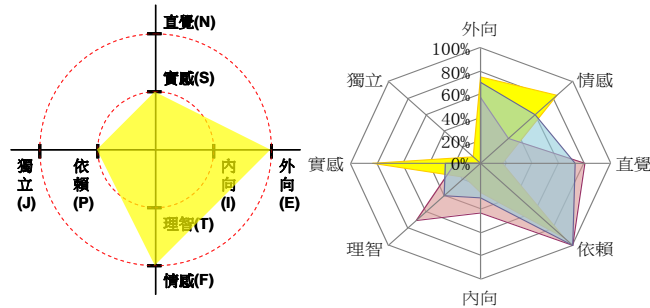 直覺(N)
實感(S)
獨立(J)
依賴(P)
內向(I)
外向(E)
理智(T)
情感(F)
外向
100%
80%
60%
40%
20%
0%
情感
直覺
依賴
內向
理智
實感
獨立